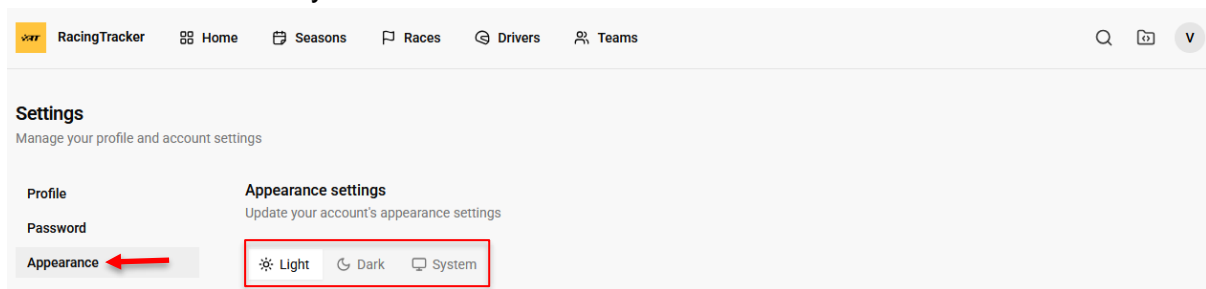 RacingTracker Home Seasons Races Drivers Teams V
Settings
Manage your profile and account settings
Profile
Password
Appearance
Appearance settings
Update your account's appearance settings
Light Dark System